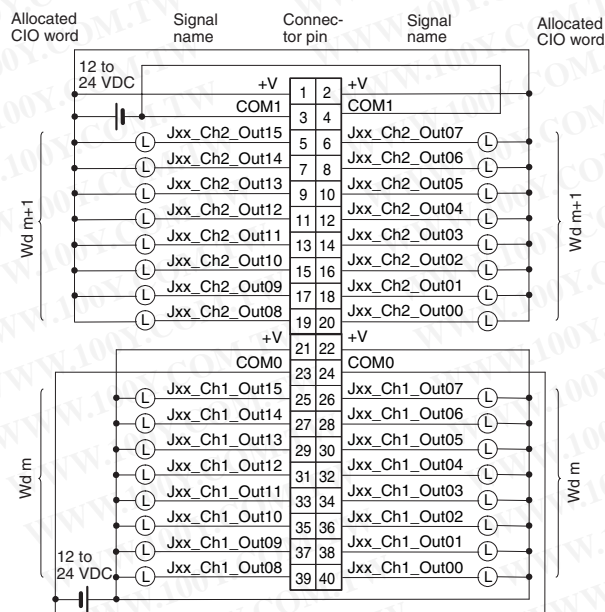 Allocated CIO word
Signal name
Connec- tor pin
Signal name
Allocated CIO word
12 to 24 VDC
+V 1 2 +V
COM1 3 4 COM1
L Jxx_Ch2_Out15 5 6 Jxx_Ch2_Out07 L
L Jxx_Ch2_Out14 7 8 Jxx_Ch2_Out06 L
L Jxx_Ch2_Out13 9 10 Jxx_Ch2_Out05 L
L Jxx_Ch2_Out12 11 12 Jxx_Ch2_Out04 L
L Jxx_Ch2_Out11 13 14 Jxx_Ch2_Out03 L
L Jxx_Ch2_Out10 15 16 Jxx_Ch2_Out02 L
L Jxx_Ch2_Out09 17 18 Jxx_Ch2_Out01 L
L Jxx_Ch2_Out08 19 20 Jxx_Ch2_Out00 L
Wd m+1
Wd m+1
+V 21 22 +V
COM0 23 24 COM0
L Jxx_Ch1_Out15 25 26 Jxx_Ch1_Out07 L
L Jxx_Ch1_Out14 27 28 Jxx_Ch1_Out06 L
L Jxx_Ch1_Out13 29 30 Jxx_Ch1_Out05 L
L Jxx_Ch1_Out12 31 32 Jxx_Ch1_Out04 L
L Jxx_Ch1_Out11 33 34 Jxx_Ch1_Out03 L
L Jxx_Ch1_Out10 35 36 Jxx_Ch1_Out02 L
L Jxx_Ch1_Out09 37 38 Jxx_Ch1_Out01 L
L Jxx_Ch1_Out08 39 40 Jxx_Ch1_Out00 L
Wd m
Wd m
12 to 24 VDC
WWW.100Y.COM.TW